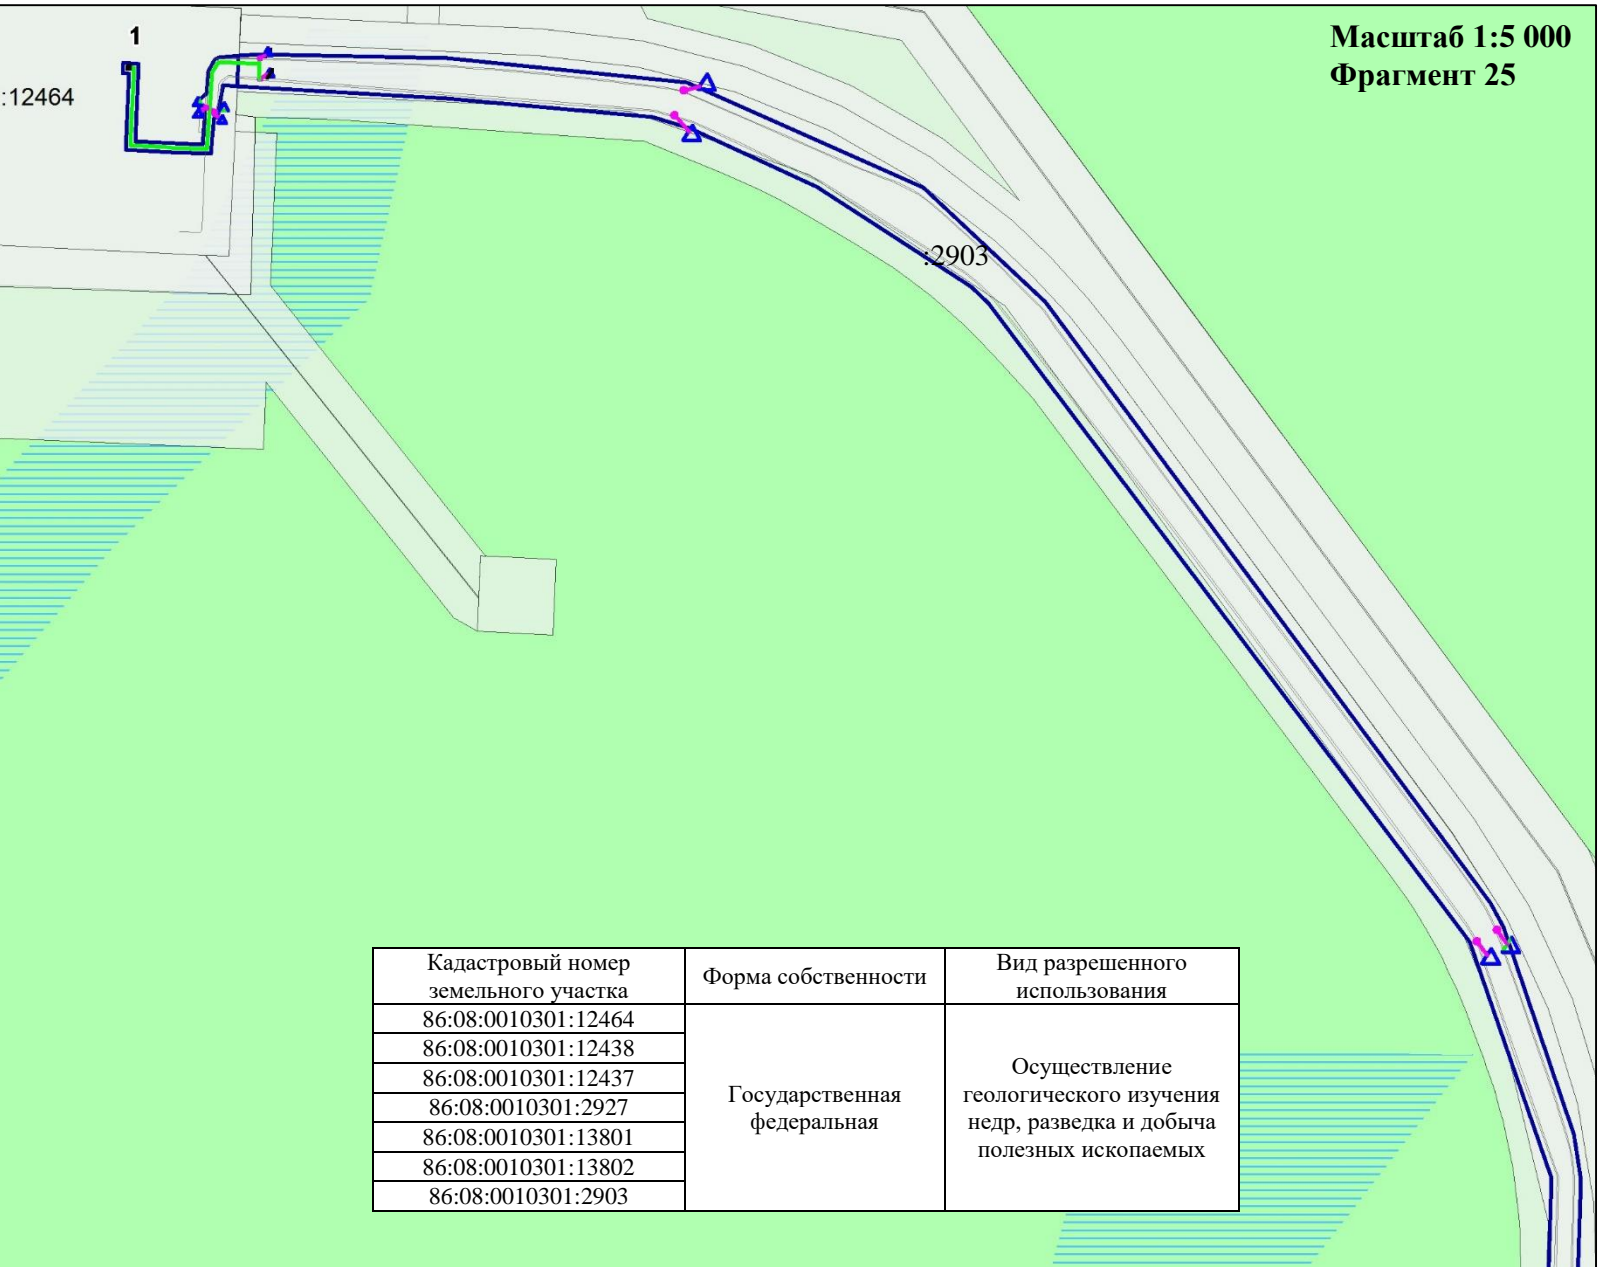 Масштаб 1:5 000
Фрагмент 25
1
:12464
:2903
Кадастровый номер
земельного участка
Форма собственности
Вид разрешенного
использования
86:08:0010301:12464
86:08:0010301:12438
86:08:0010301:12437
86:08:0010301:2927
86:08:0010301:13801
86:08:0010301:13802
86:08:0010301:2903
Государственная
федеральная
Осуществление
геологического изучения
недр, разведка и добыча
полезных ископаемых